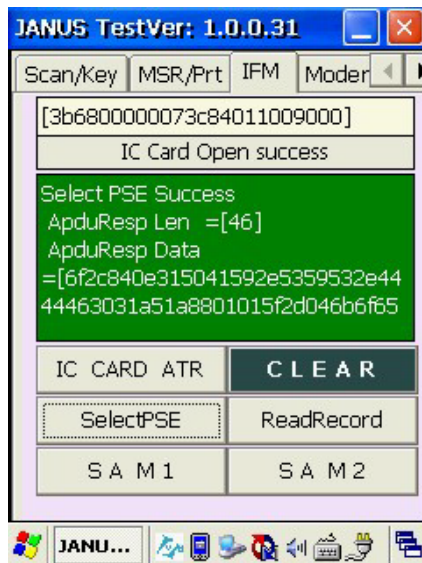 JANUS TestVer: 1.0.0.31
Scan/Key MSR/Prt IFM Moder
[3b6800000073c84011009000]
IC Card Open success
Select PSE Success
ApduResp Len =[46]
ApduResp Data
=[6f2c840e315041592e5359532e44
44463031a51a8801015f2d046b6f65
IC CARD ATR CLEAR
SelectPSE ReadRecord
SAM1 SAM2
JANU...